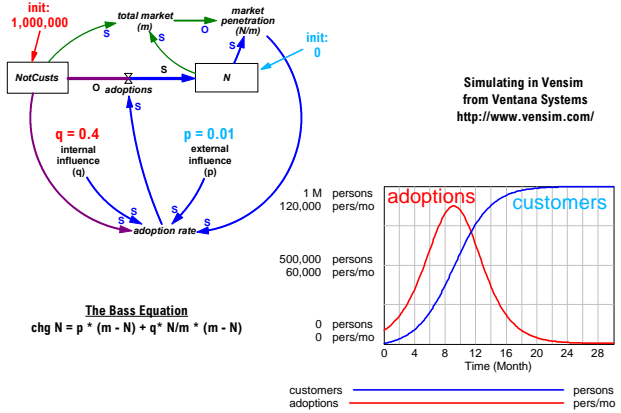 init:
1,000,000
total market
(m)
market
penetration
(N/m)
init:
0
S
O
S
S
S
NotCusts
O
adoptions
S
N
S
q = 0.4
internal
influence
(q)
p = 0.01
external
influence
(p)
S
S
S
S
adoption rate
Simulating in Vensim
from Ventana Systems
http://www.vensim.com/
The Bass Equation
chg N = p * (m - N) + q* N/m * (m - N)
adoptions
customers
1 M persons
120,000 pers/mo
500,000 persons
60,000 pers/mo
0 persons
0 pers/mo
0 4 8 12 16 20 24 28
Time (Month)
customers persons
adoptions pers/mo